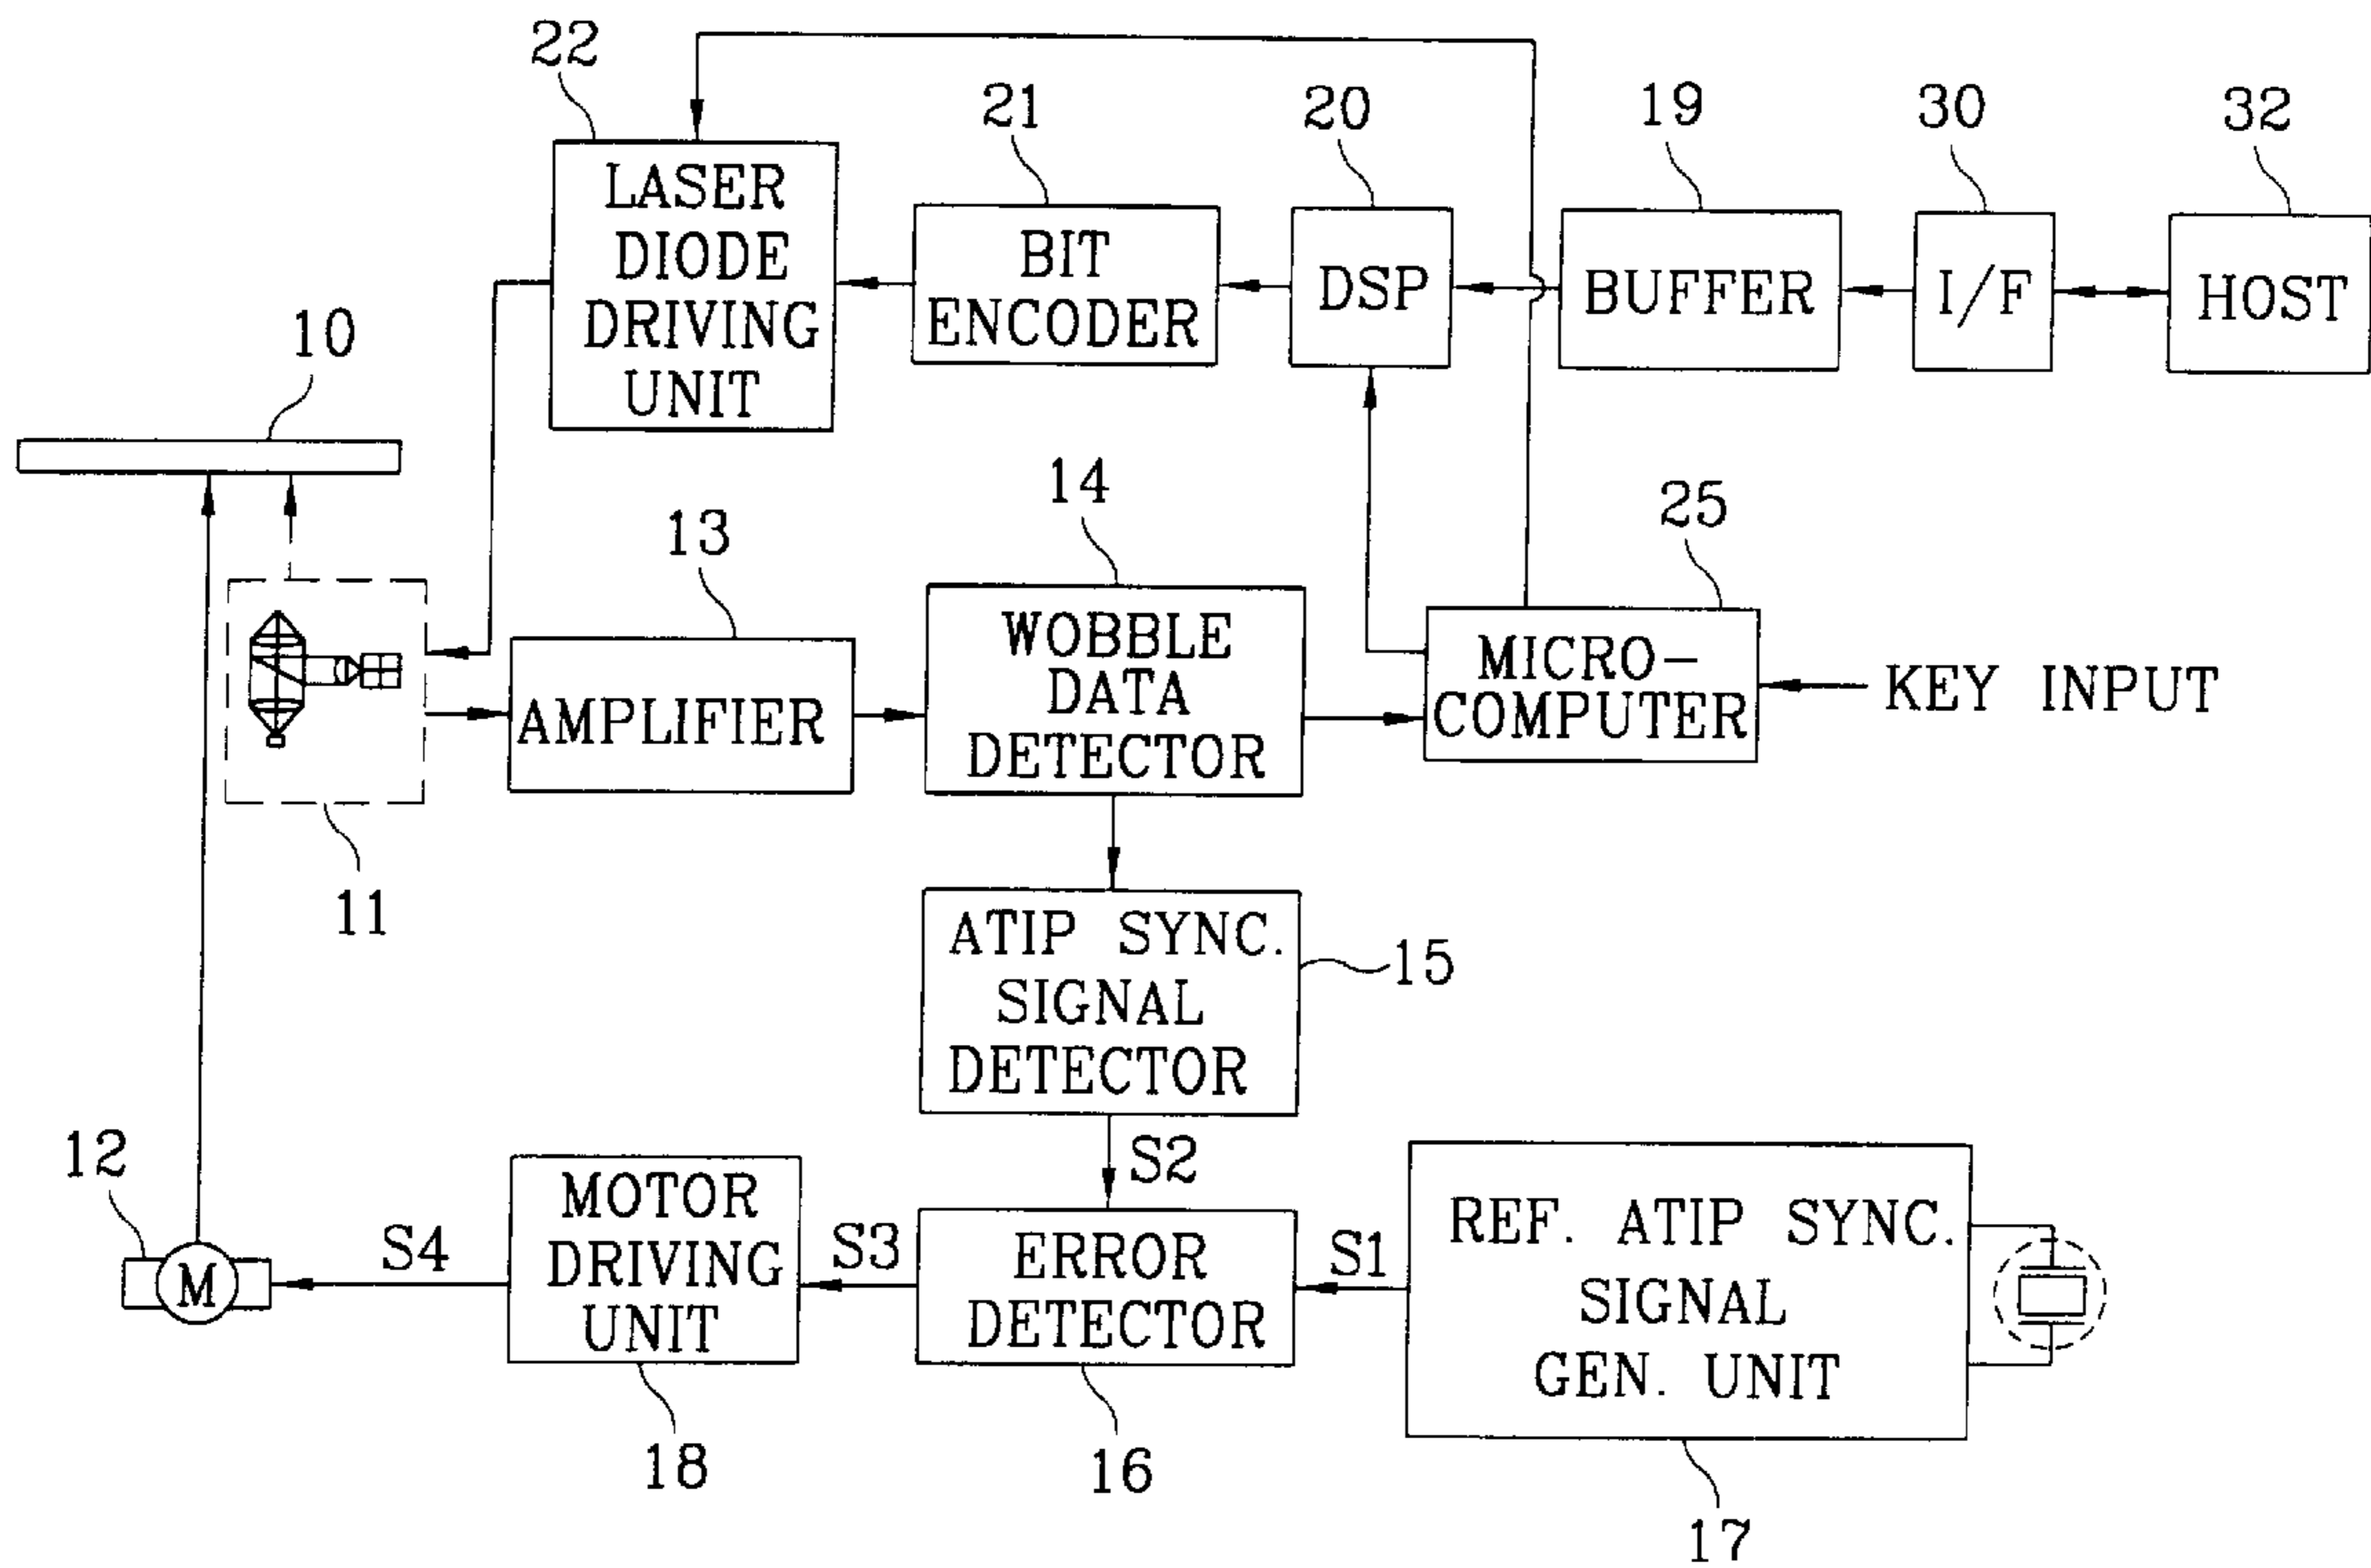 22
21
20
19
30
32
LASER
DIODE
DRIVING
UNIT
BIT
ENCODER
DSP
BUFFER
I/F
HOST
10
13
14
25
AMPLIFIER
WOBBLE
DATA
DETECTOR
MICRO-
COMPUTER
KEY INPUT
11
ATIP SYNC.
SIGNAL
DETECTOR
15
12
S2
M
S4
MOTOR
DRIVING
UNIT
S3
ERROR
DETECTOR
S1
REF. ATIP SYNC.
SIGNAL
GEN. UNIT
18
16
17